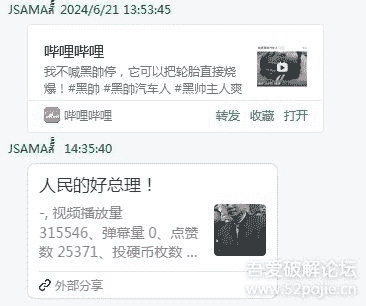 JSAMA 2024/6/21 13:53:45
哔哩哔哩
我不喊黑帥停，它可以把轮胎直接烧
爆！#黑帥 #黑帥汽车人 #黑帅主人爽
哔哩哔哩 转发 收藏 打开
JSAMA 14:35:40
人民的好总理！
-, 视频播放量
315546、弹幕量 0、点赞
数 25371、投硬币枚数 ...
外部分享
吾爱破解论坛
www.52pojie.cn